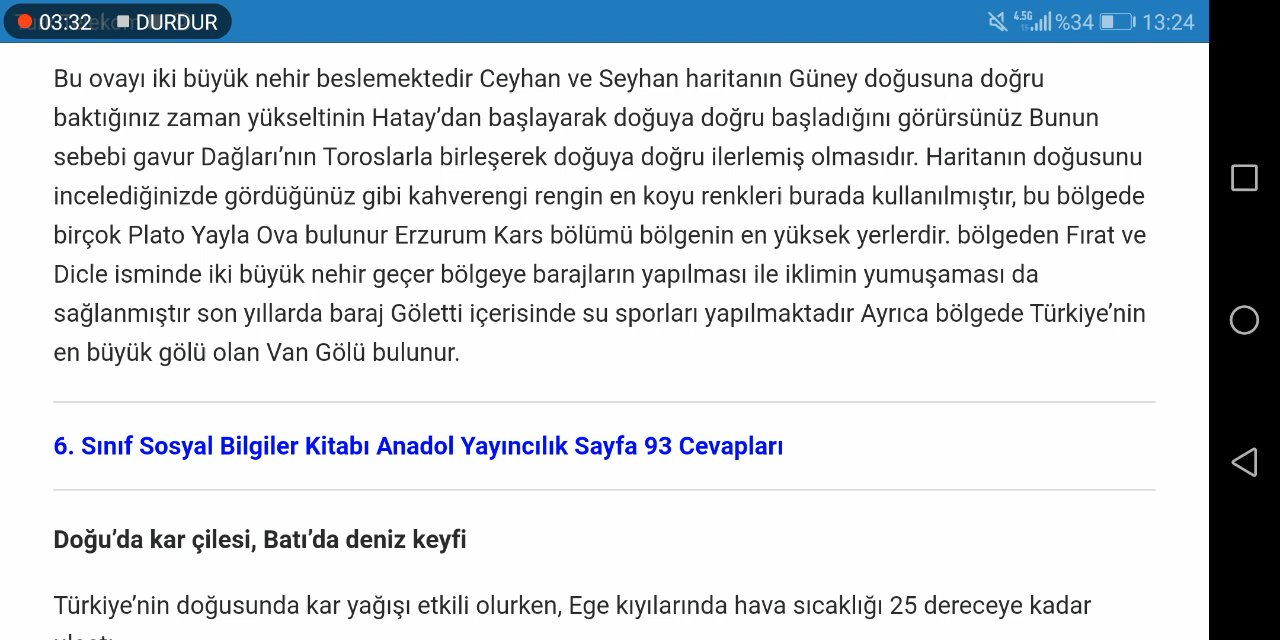 03:32 DURDUR 4.5G %34 13:24
Bu ovayı iki büyük nehir beslemektedir Ceyhan ve Seyhan haritanın Güney doğusuna doğru
baktığınız zaman yükseltinin Hatay’dan başlayarak doğuya doğru başladığını görürsünüz Bunun
sebebi gavur Dağları’nın Toroslarla birleşerek doğuya doğru ilerlemiş olmasıdır. Haritanın doğusunu
incelediğinizde gördüğünüz gibi kahverengi rengin en koyu renkleri burada kullanılmıştır, bu bölgede
birçok Plato Yayla Ova bulunur Erzurum Kars bölümü bölgenin en yüksek yerlerdir. bölgeden Fırat ve
Dicle isminde iki büyük nehir geçer bölgeye barajların yapılması ile iklimin yumuşaması da
sağlanmıştır son yıllarda baraj Göletti içerisinde su sporları yapılmaktadır Ayrıca bölgede Türkiye’nin
en büyük gölü olan Van Gölü bulunur.
6. Sınıf Sosyal Bilgiler Kitabı Anadol Yayıncılık Sayfa 93 Cevapları
Doğu’da kar çilesi, Batı’da deniz keyfi
Türkiye’nin doğusunda kar yağışı etkili olurken, Ege kıyılarında hava sıcaklığı 25 dereceye kadar